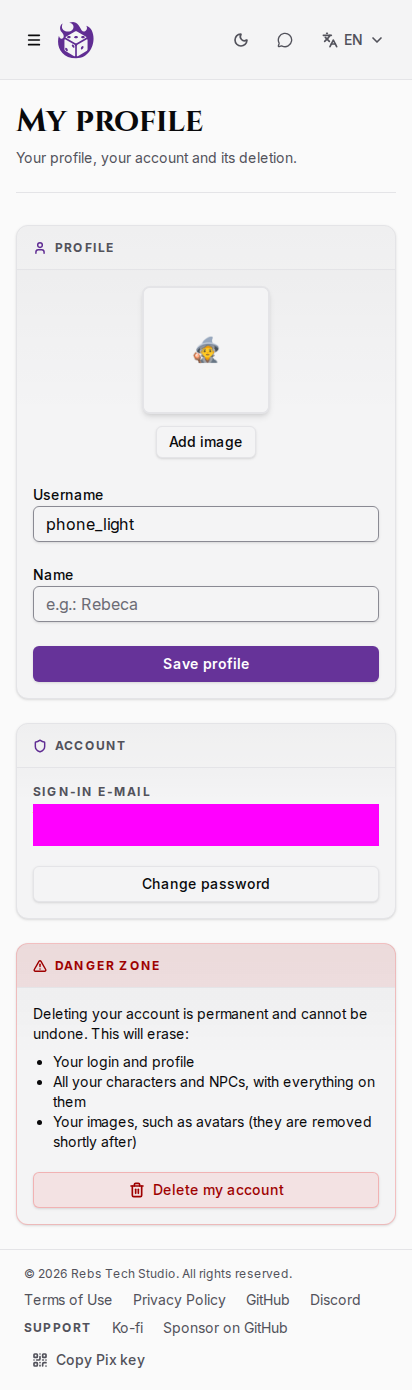 EN
My profile
Your profile, your account and its deletion.
PROFILE
Add image
Username
phone_light
Name
e.g.: Rebeca
Save profile
ACCOUNT
SIGN-IN E-MAIL
Change password
DANGER ZONE
Deleting your account is permanent and cannot be
undone. This will erase:
• Your login and profile
• All your characters and NPCs, with everything on
them
• Your images, such as avatars (they are removed
shortly after)
Delete my account
© 2026 Rebs Tech Studio. All rights reserved.
Terms of Use Privacy Policy GitHub Discord
SUPPORT Ko-fi Sponsor on GitHub
Copy Pix key